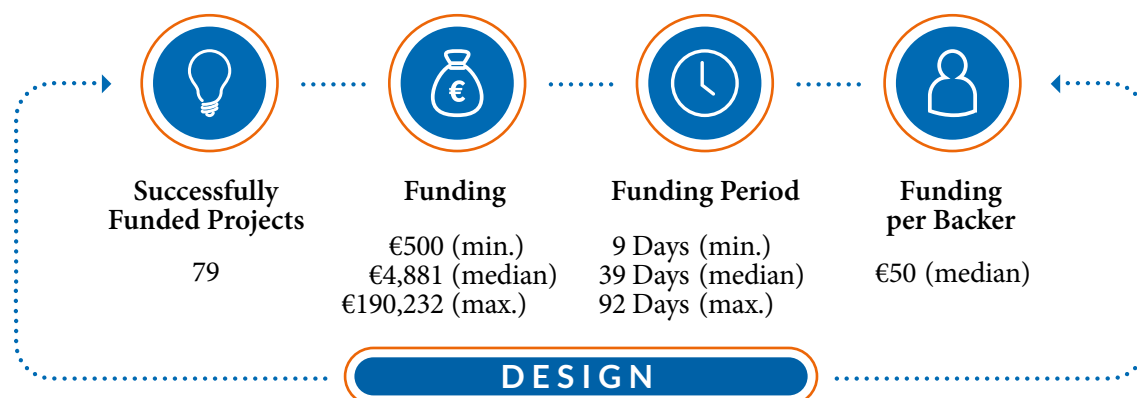 €
Successfully
Funded Projects
79
Funding
€500 (min.)
€4,881 (median)
€190,232 (max.)
Funding Period
9 Days (min.)
39 Days (median)
92 Days (max.)
Funding
per Backer
€50 (median)
DESIGN